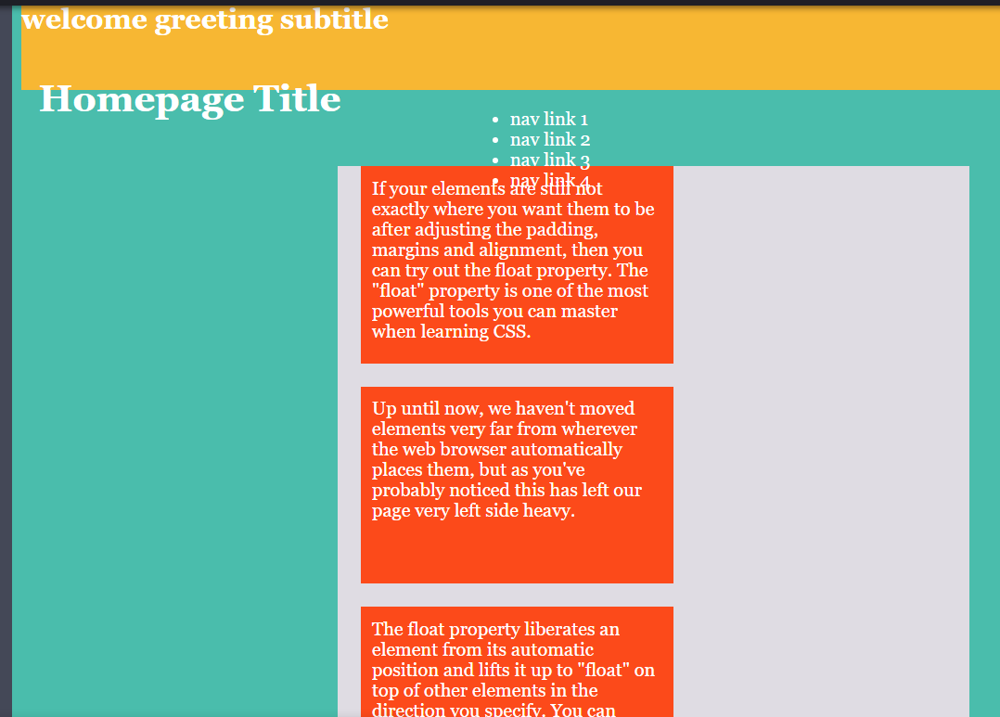 welcome greeting subtitle
Homepage Title
nav link 1
nav link 2
nav link 3
nav link 4
If your elements are still not
exactly where you want them to be
after adjusting the padding,
margins and alignment, then you
can try out the float property. The
"float" property is one of the most
powerful tools you can master
when learning CSS.
Up until now, we haven't moved
elements very far from wherever
the web browser automatically
places them, but as you've
probably noticed this has left our
page very left side heavy.
The float property liberates an
element from its automatic
position and lifts it up to "float" on
top of other elements in the
direction you specify. You can